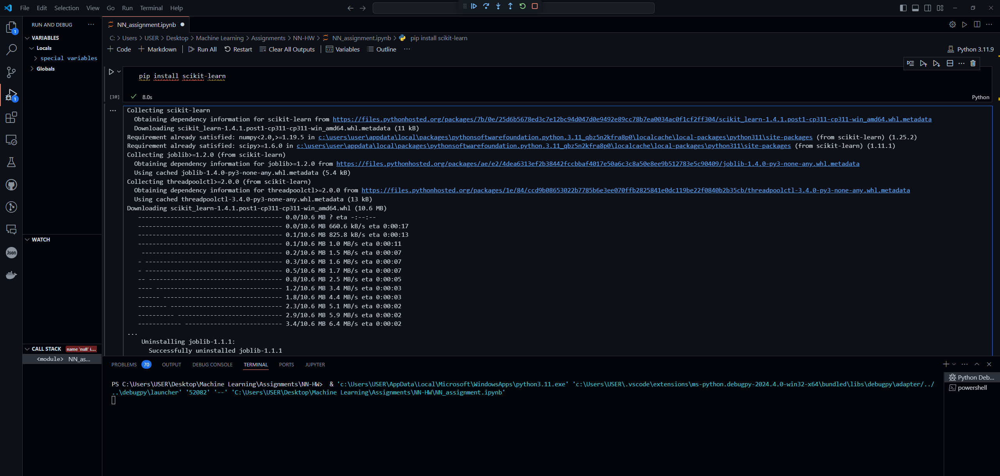 File Edit Selection View Go Run Terminal Help
RUN AND DEBUG
VARIABLES
Locals
special variables
Globals
WATCH
CALL STACK name 'null' i...
<module> NN_as...
1
1
Json
NN_assignment.ipynb
C: > Users > USER > Desktop > Machine Learning > Assignments > NN-HW > NN_assignment.ipynb > pip install scikit-learn
Code Markdown Run All Restart Clear All Outputs Variables Outline ... Python 3.11.9
pip install scikit-learn
[10] 8.0s Python
Collecting scikit-learn
Obtaining dependency information for scikit-learn from https://files.pythonhosted.org/packages/7b/0e/25d6b5678ed3c7e12bc94d047d0e9492e89cc78b7ea0034ac0f1cf2ff304/scikit_learn-1.4.1.post1-cp311-cp311-win_amd64.whl.metadata
Downloading scikit_learn-1.4.1.post1-cp311-cp311-win_amd64.whl.metadata (11 kB)
Requirement already satisfied: numpy<2.0,>=1.19.5 in c:\users\user\appdata\local\packages\pythonsoftwarefoundation.python.3.11_qbz5n2kfra8p0\localcache\local-packages\python311\site-packages (from scikit-learn) (1.25.2)
Requirement already satisfied: scipy>=1.6.0 in c:\users\user\appdata\local\packages\pythonsoftwarefoundation.python.3.11_qbz5n2kfra8p0\localcache\local-packages\python311\site-packages (from scikit-learn) (1.11.1)
Collecting joblib>=1.2.0 (from scikit-learn)
Obtaining dependency information for joblib>=1.2.0 from https://files.pythonhosted.org/packages/ae/e2/4dea6313ef2b38442fccbbaf4017e50a6c3c8a50e8ee9b512783e5c90409/joblib-1.4.0-py3-none-any.whl.metadata
Using cached joblib-1.4.0-py3-none-any.whl.metadata (5.4 kB)
Collecting threadpoolctl>=2.0.0 (from scikit-learn)
Obtaining dependency information for threadpoolctl>=2.0.0 from https://files.pythonhosted.org/packages/1e/84/ccd9b08653022b7785b6e3ee070ffb2825841e0dc119be22f0840b2b35cb/threadpoolctl-3.4.0-py3-none-any.whl.metadata
Using cached threadpoolctl-3.4.0-py3-none-any.whl.metadata (13 kB)
Downloading scikit_learn-1.4.1.post1-cp311-cp311-win_amd64.whl (10.6 MB)
---------------------------------------- 0.0/10.6 MB ? eta -:--:--
---------------------------------------- 0.0/10.6 MB 660.6 kB/s eta 0:00:17
---------------------------------------- 0.1/10.6 MB 825.8 kB/s eta 0:00:13
---------------------------------------- 0.1/10.6 MB 1.0 MB/s eta 0:00:11
--------------------------------------- 0.2/10.6 MB 1.5 MB/s eta 0:00:07
- -------------------------------------- 0.3/10.6 MB 1.6 MB/s eta 0:00:07
- -------------------------------------- 0.5/10.6 MB 1.7 MB/s eta 0:00:07
-- ------------------------------------- 0.8/10.6 MB 2.5 MB/s eta 0:00:05
---- ----------------------------------- 1.2/10.6 MB 3.4 MB/s eta 0:00:03
------ --------------------------------- 1.8/10.6 MB 4.4 MB/s eta 0:00:03
-------- ------------------------------- 2.3/10.6 MB 5.1 MB/s eta 0:00:02
---------- ----------------------------- 2.9/10.6 MB 5.9 MB/s eta 0:00:02
------------ --------------------------- 3.4/10.6 MB 6.4 MB/s eta 0:00:02
...
Uninstalling joblib-1.1.1:
Successfully uninstalled joblib-1.1.1
PROBLEMS 70 OUTPUT DEBUG CONSOLE TERMINAL PORTS JUPYTER
PS C:\Users\USER\Desktop\Machine Learning\Assignments\NN-HW> & 'c:\Users\USER\AppData\Local\Microsoft\WindowsApps\python3.11.exe' 'c:\Users\USER\.vscode\extensions\ms-python.debugpy-2024.4.0-win32-x64\bundled\libs\debugpy\adapter/../
..\debugpy\launcher' '52082' '--' 'C:\Users\USER\Desktop\Machine Learning\Assignments\NN-HW\NN_assignment.ipynb'
Python Deb...
powershell